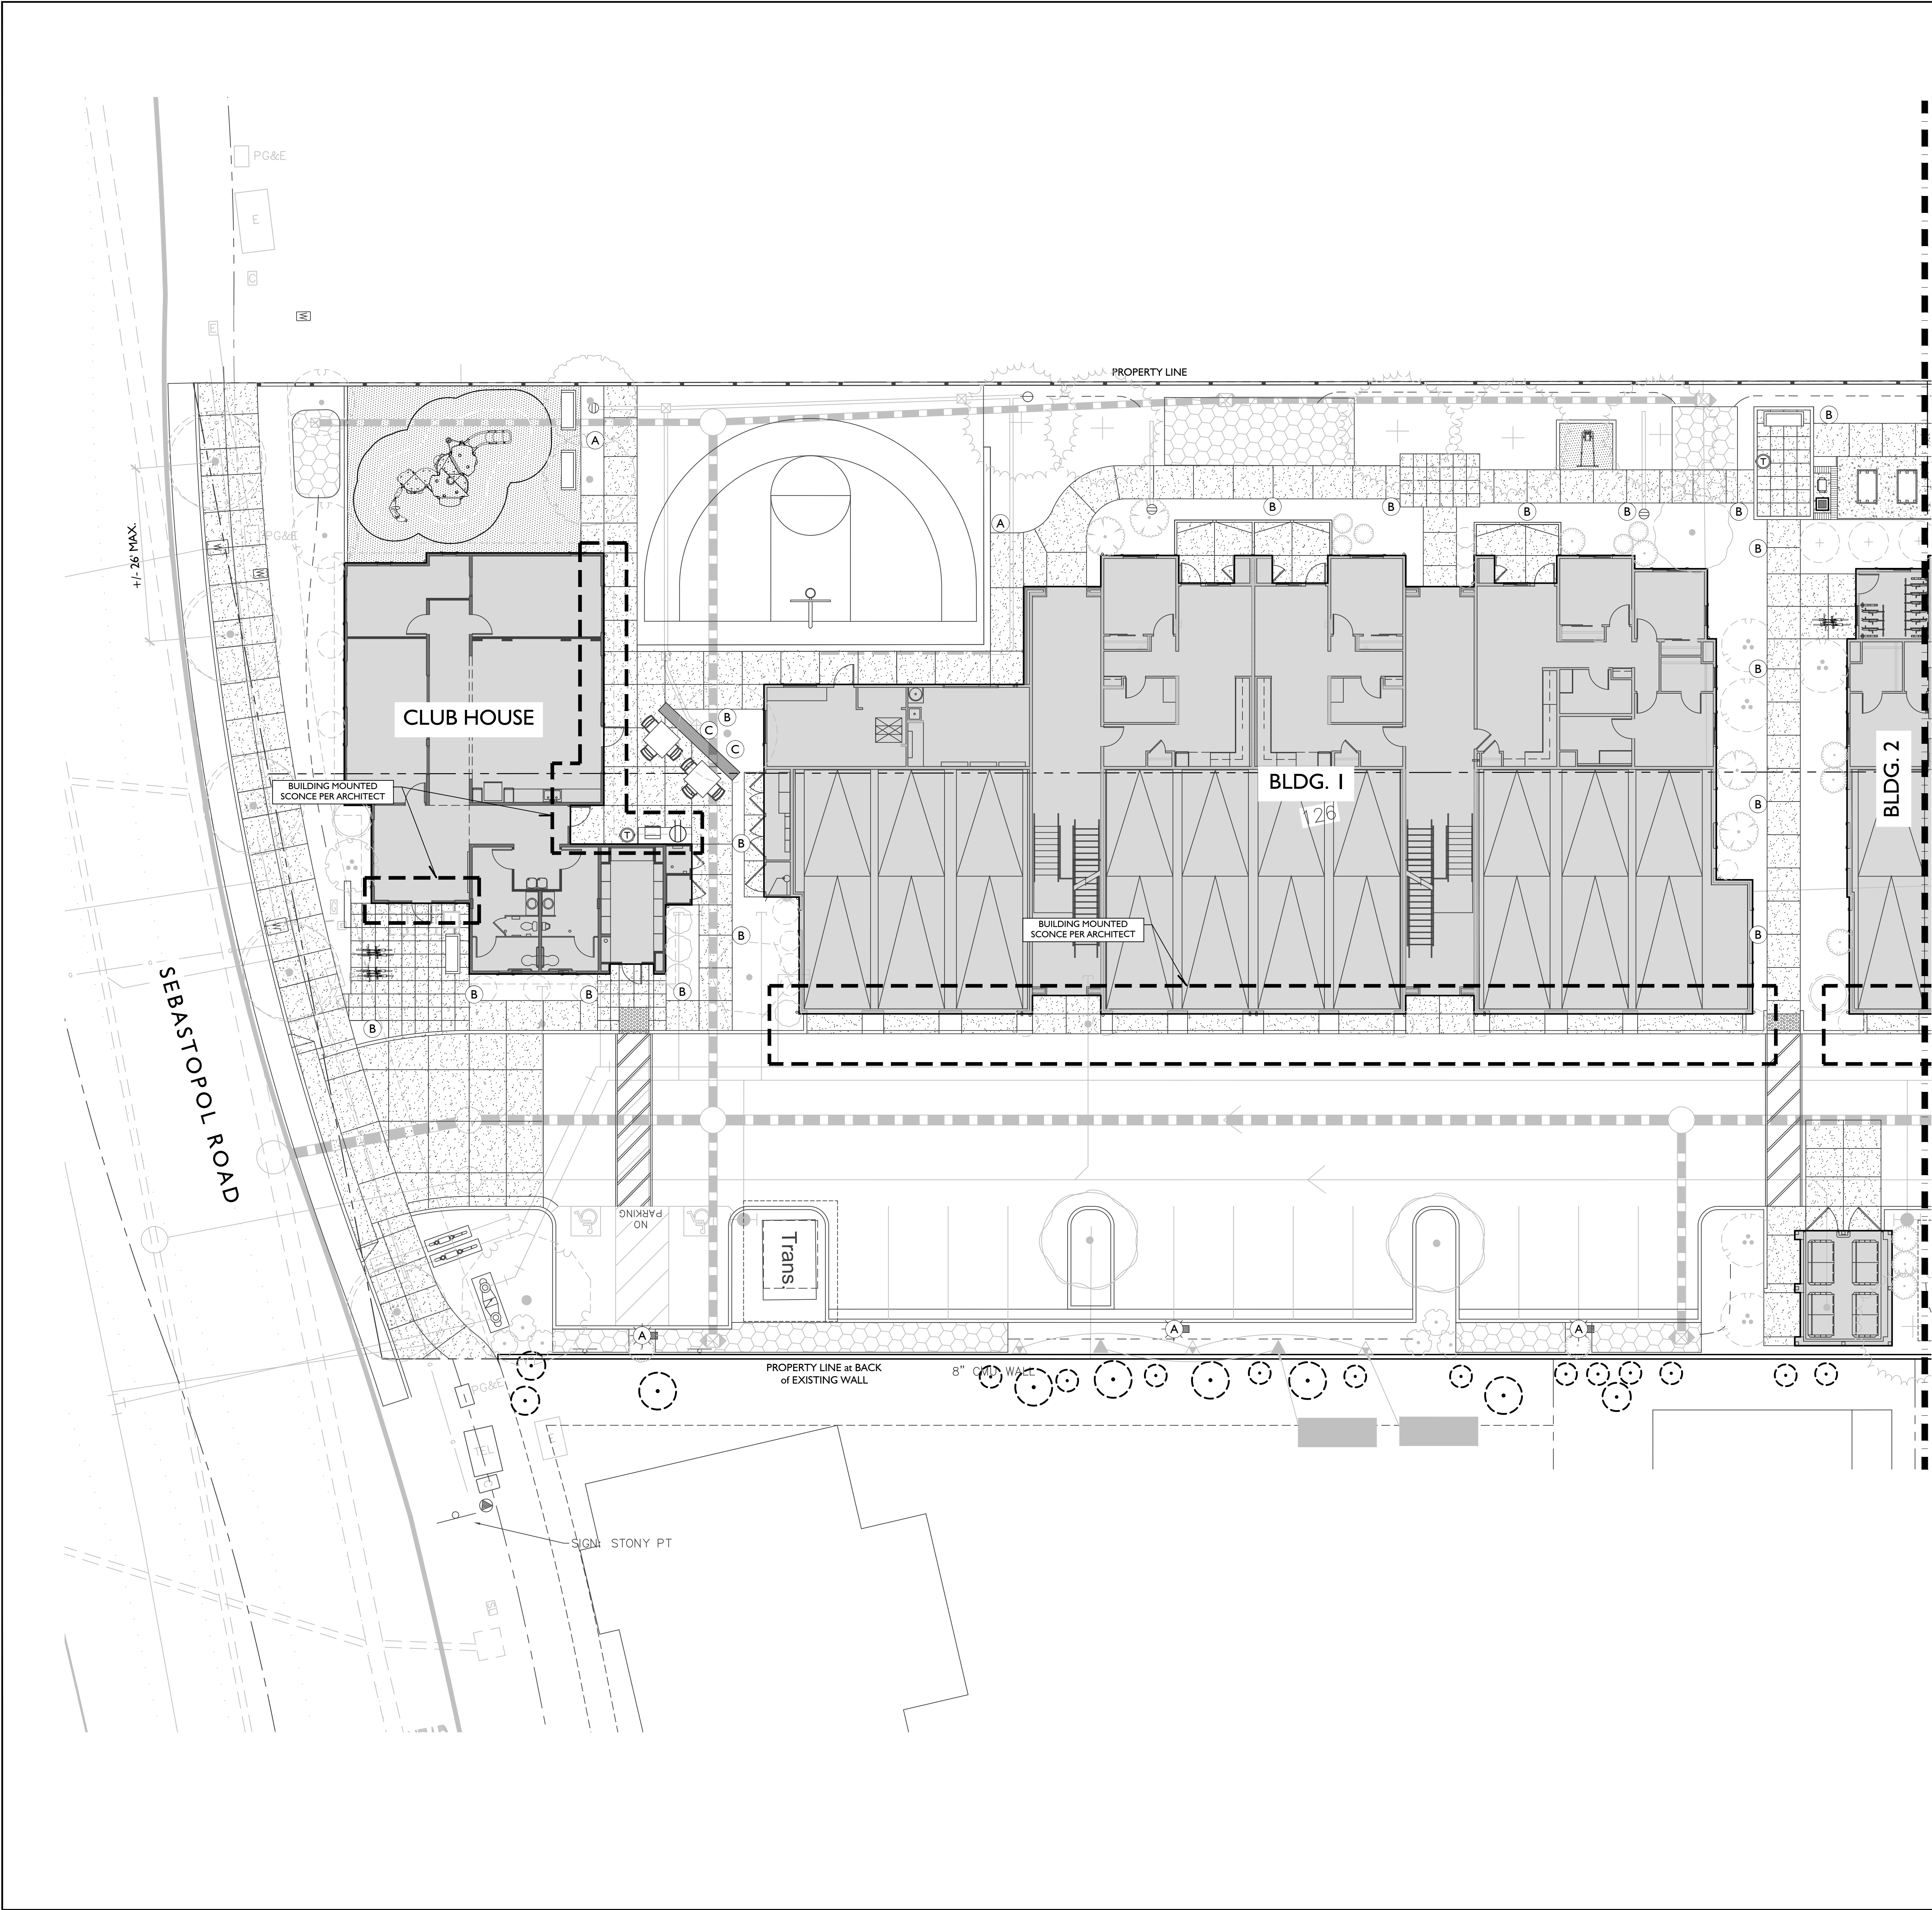 PG&E
E
C
E
W
PROPERTY LINE
B
A
T
A
B
B
B
B
B
B
+/- 26' MAX.
PG&E
W
W
B
CLUB HOUSE
B
C
C
BLDG. 1
126
BLDG. 2
BUILDING MOUNTED
SCONCE PER ARCHITECT
B
T
B
BUILDING MOUNTED
SCONCE PER ARCHITECT
W
B
B
B
B
B
B
SEBASTOPOL ROAD
NO
PARKING
Trans
A
A
A
PROPERTY LINE at BACK
of EXISTING WALL
8" CMU WALL
PG&E
E
TEL
SIGN: STONY PT